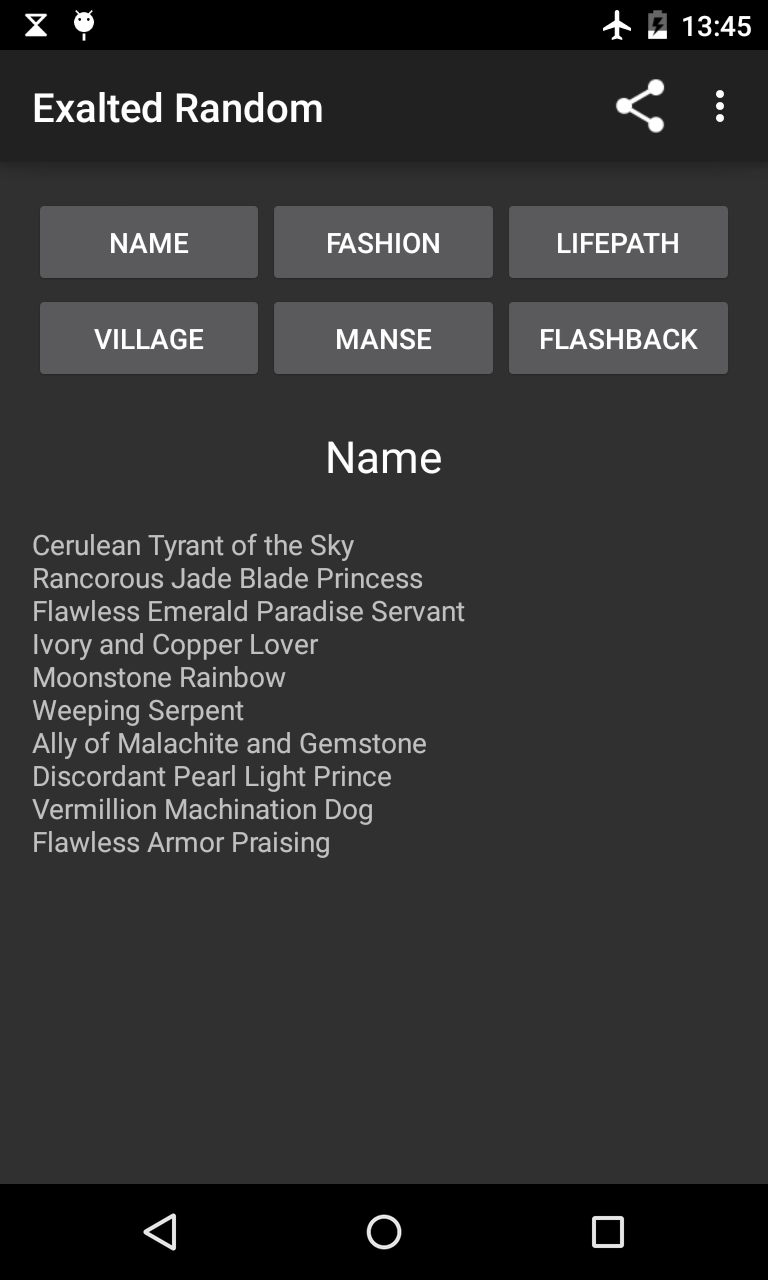 13:45
Exalted Random
NAME FASHION LIFEPATH
VILLAGE MANSE FLASHBACK
Name
Cerulean Tyrant of the Sky
Rancorous Jade Blade Princess
Flawless Emerald Paradise Servant
Ivory and Copper Lover
Moonstone Rainbow
Weeping Serpent
Ally of Malachite and Gemstone
Discordant Pearl Light Prince
Vermillion Machination Dog
Flawless Armor Praising